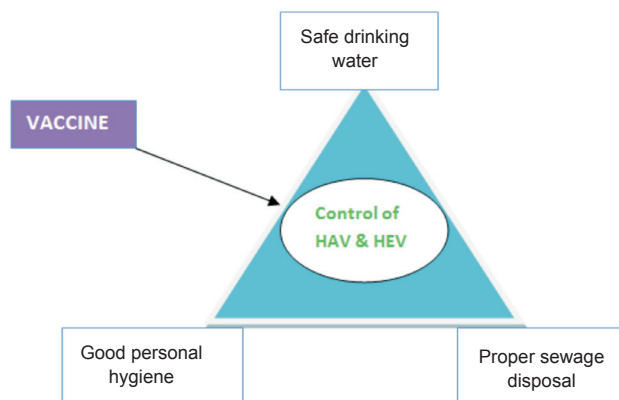 Safe drinking
water
VACCINE
Control of
HAV & HEV
Good personal
hygiene
Proper sewage
disposal